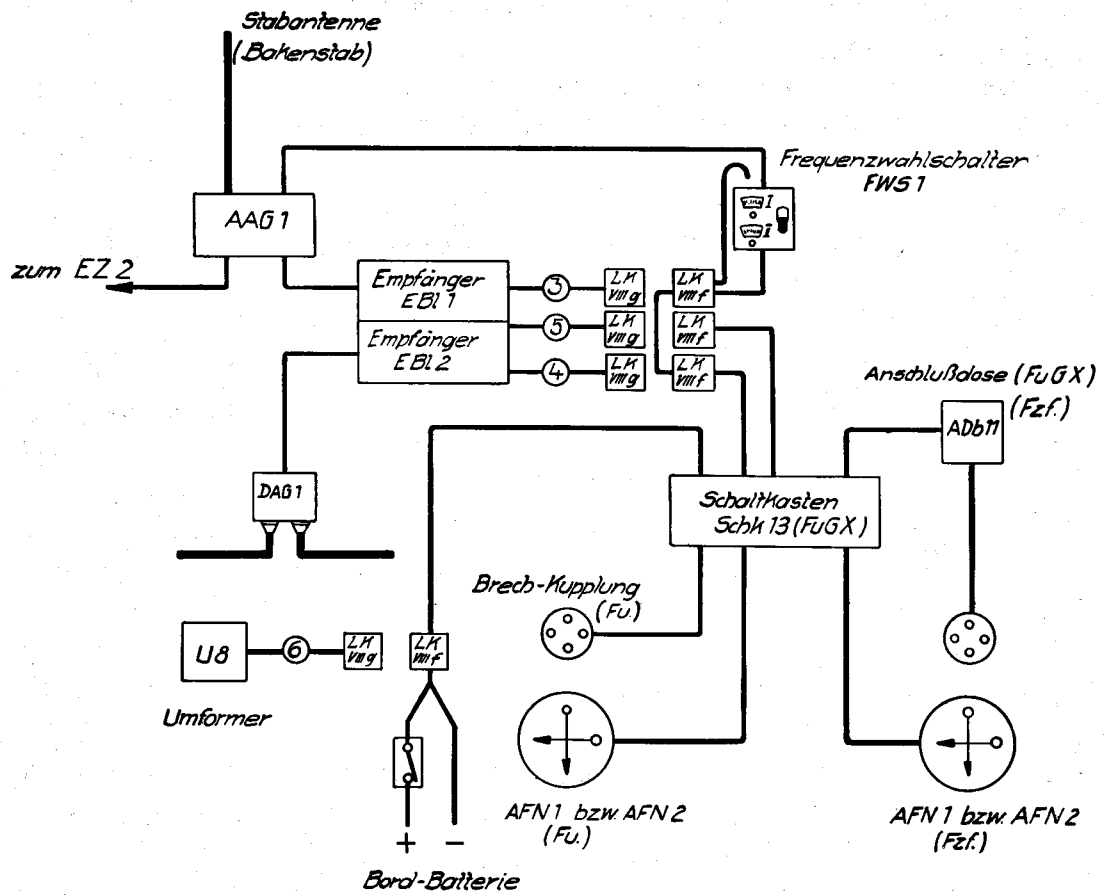 Stabantenne
(Bakenstab)
Frequenzwahlschalter
FWS 1
AAG 1
I
II
zum EZ 2
Empfänger
EBl 1
3
LK
VIII g
LK
VIII f
5
LK
VIII g
LK
VIII f
Empfänger
EBl 2
4
LK
VIII g
LK
VIII f
Anschlußdose (FuG X)
(Fzf.)
ADb 11
DAG 1
Schaltkasten
Schk 13 (FuG X)
Brech-Kupplung
(Fu.)
U8
6
LK
VIII g
LK
VIII f
Umformer
AFN 1 bzw. AFN 2
(Fu.)
AFN 1 bzw. AFN 2
(Fzf.)
+ -
Bord-Batterie